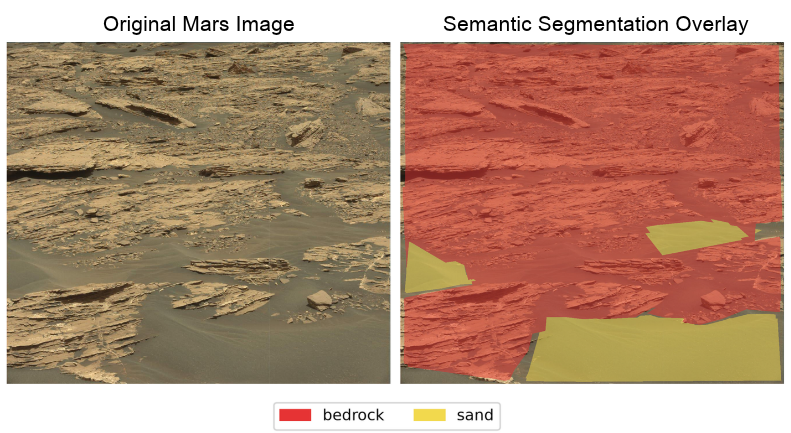 Original Mars Image
Semantic Segmentation Overlay
bedrock
sand